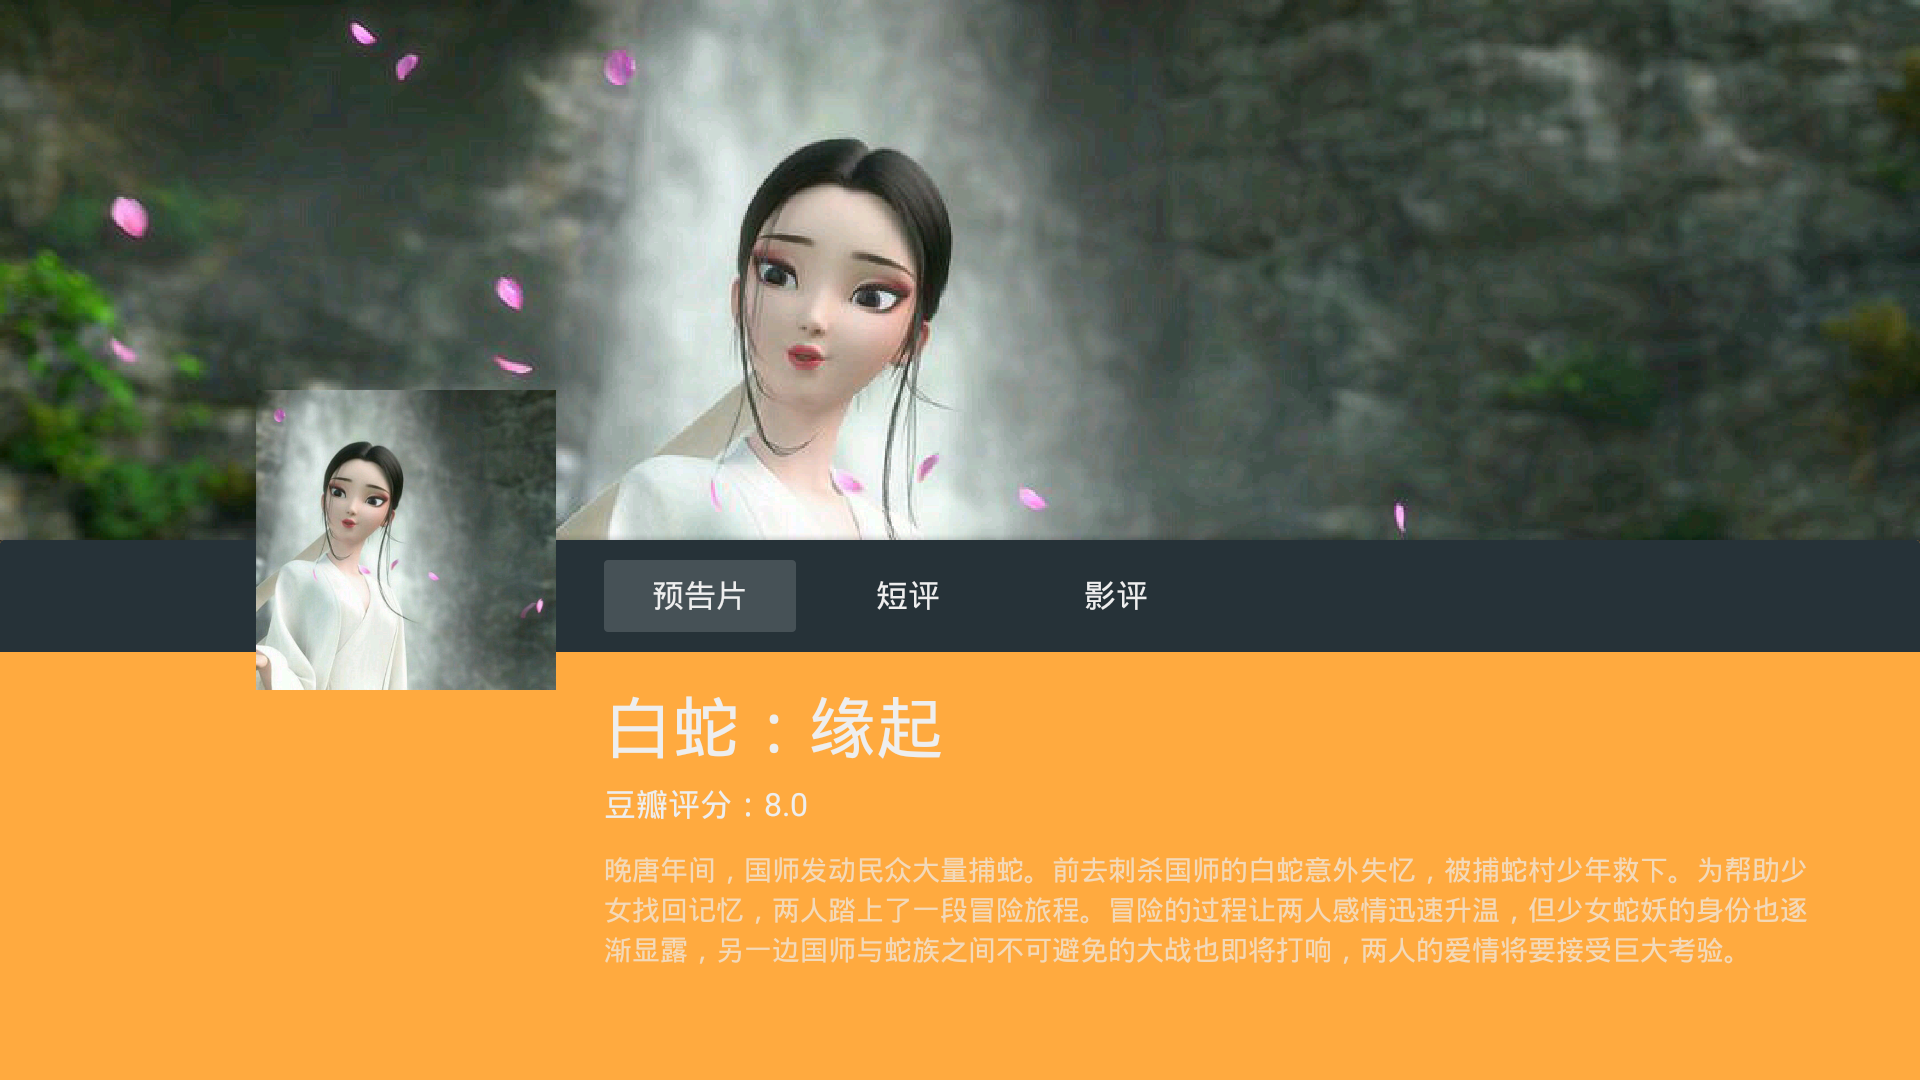 预告片
短评
影评
白蛇：缘起
豆瓣评分：8.0
晚唐年间，国师发动民众大量捕蛇。前去刺杀国师的白蛇意外失忆，被捕蛇村少年救下。为帮助少
女找回记忆，两人踏上了一段冒险旅程。冒险的过程让两人感情迅速升温，但少女蛇妖的身份也逐
渐显露，另一边国师与蛇族之间不可避免的大战也即将打响，两人的爱情将要接受巨大考验。